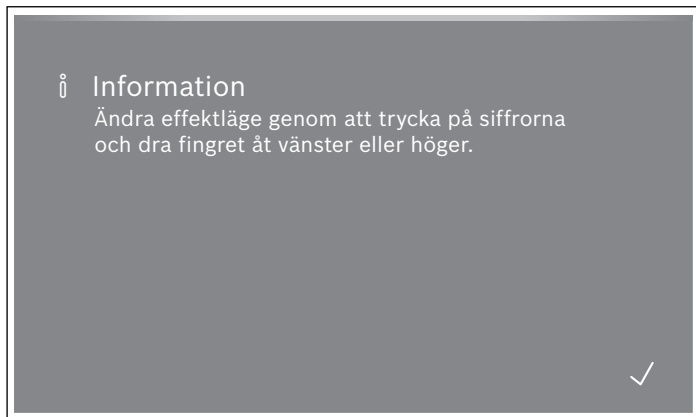 Information
Ändra effektläge genom att trycka på siffrorna
och dra fingret åt vänster eller höger.